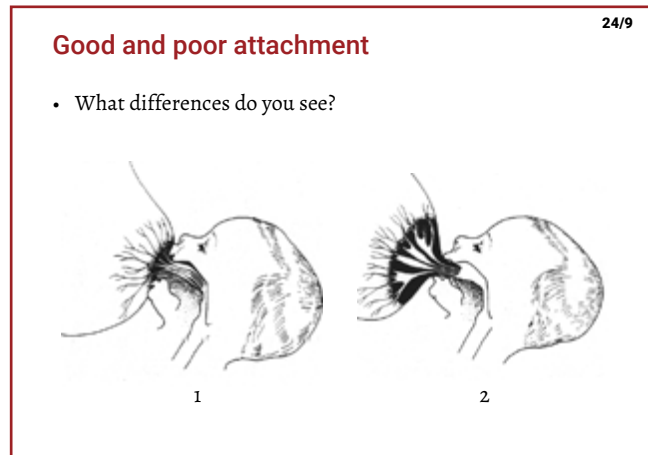 24/9
Good and poor attachment
• What differences do you see?
1
2